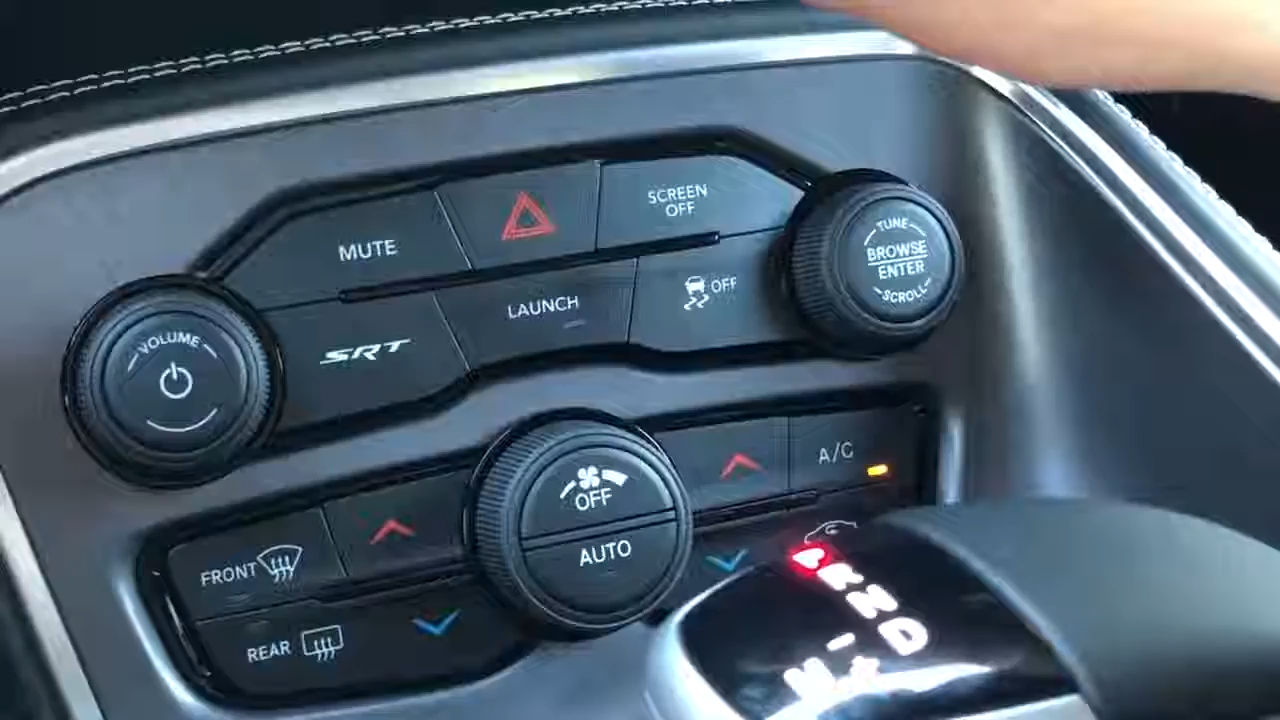 MUTE
SCREEN
OFF
TUNE
BROWSE
ENTER
SCROLL
VOLUME
SRT
LAUNCH
OFF
OFF
AUTO
A/C
FRONT
REAR
P
R
N
D
M
- +